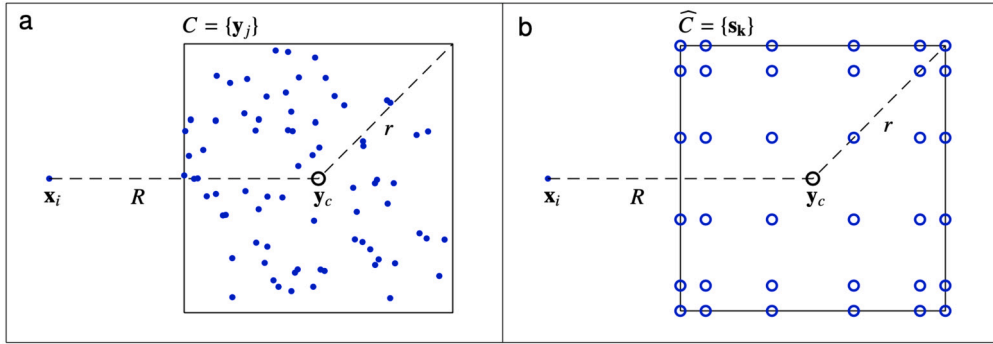 a
C = {y_j}
r
x_i
R
y_c
b
Ĉ = {s_k}
r
x_i
R
y_c